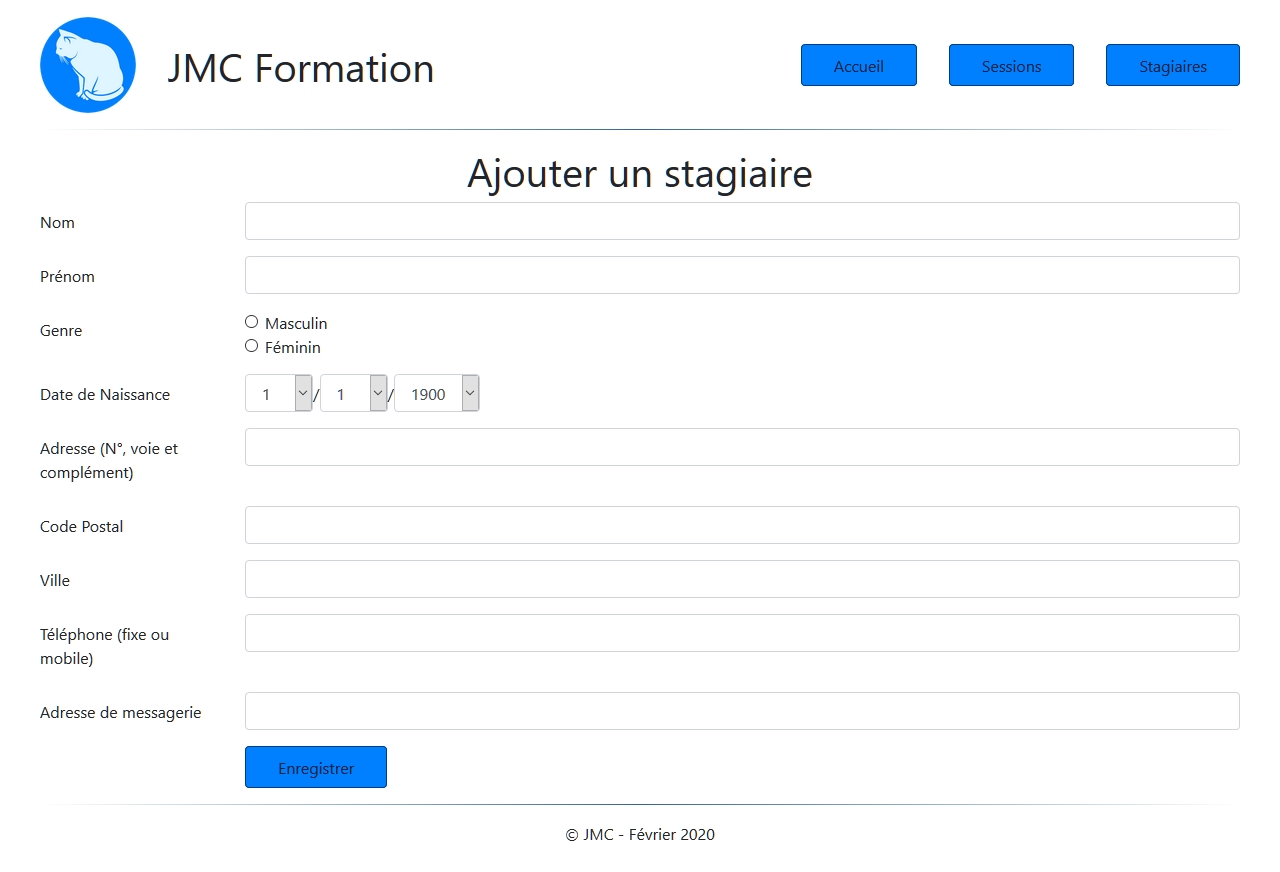 JMC Formation
Accueil
Sessions
Stagiaires
Ajouter un stagiaire
Nom
Prénom
Genre
Masculin
Féminin
Date de Naissance
1 / 1 / 1900
Adresse (N°, voie et
complément)
Code Postal
Ville
Téléphone (fixe ou
mobile)
Adresse de messagerie
Enregistrer
© JMC - Février 2020